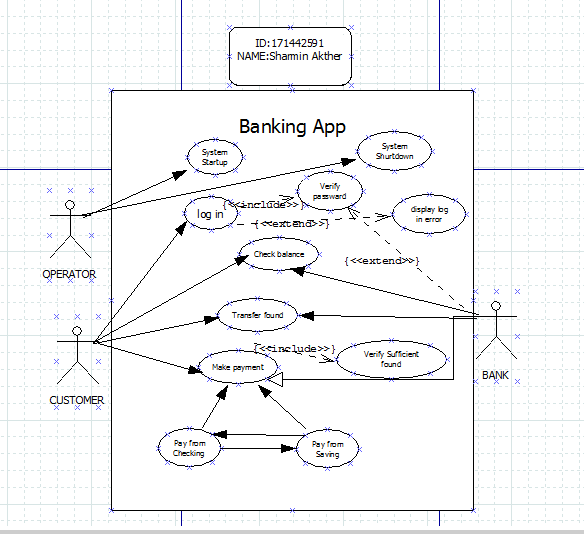 ID:171442591
NAME:Sharmin Akther
Banking App
System
Startup
System
Shurtdown
Verify
password
log in
{<<include>>}
display log
in error
{<<extend>>}
Check balance
{<<extend>>}
OPERATOR
Transfer found
{<<include>>}
Verify Sufficient
found
Make payment
BANK
CUSTOMER
Pay from
Checking
Pay from
Saving